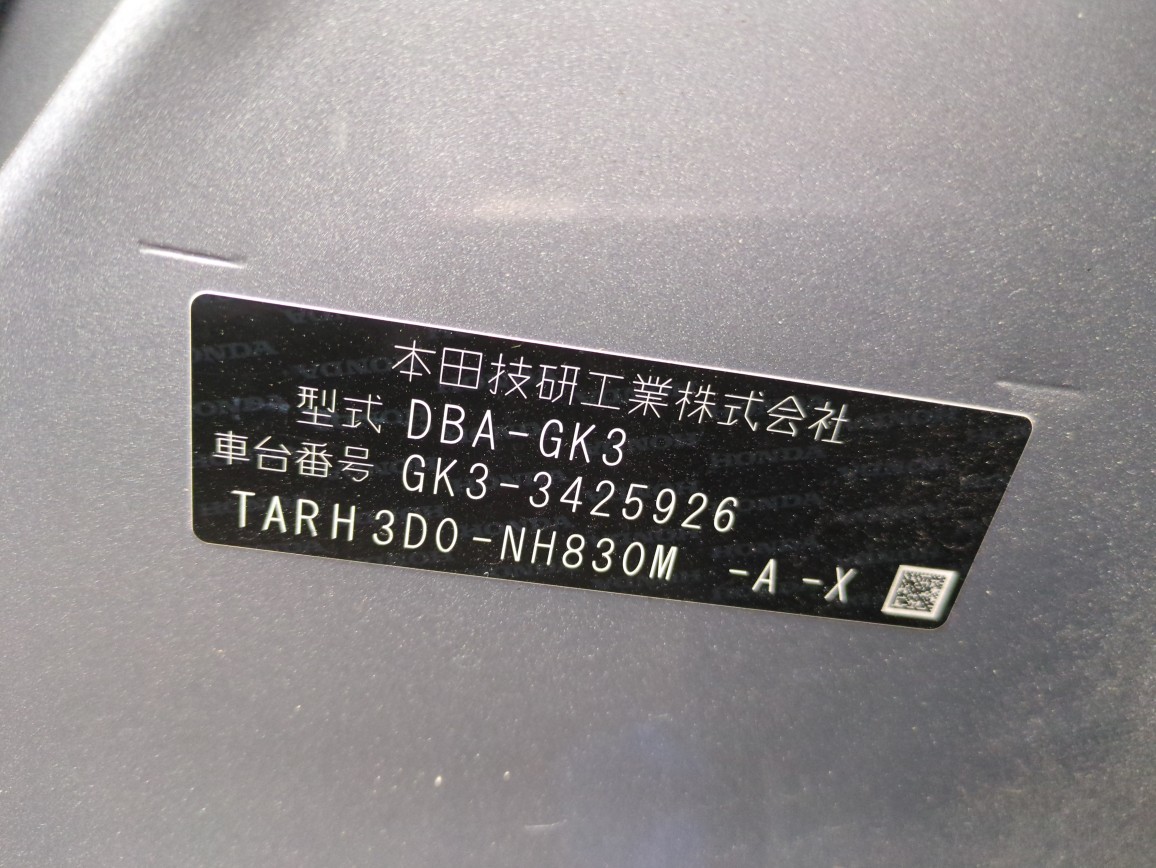 本田技研工業株式会社
型式 DBA-GK3
車台番号 GK3-3425926
TARH3D0-NH830M -A -X